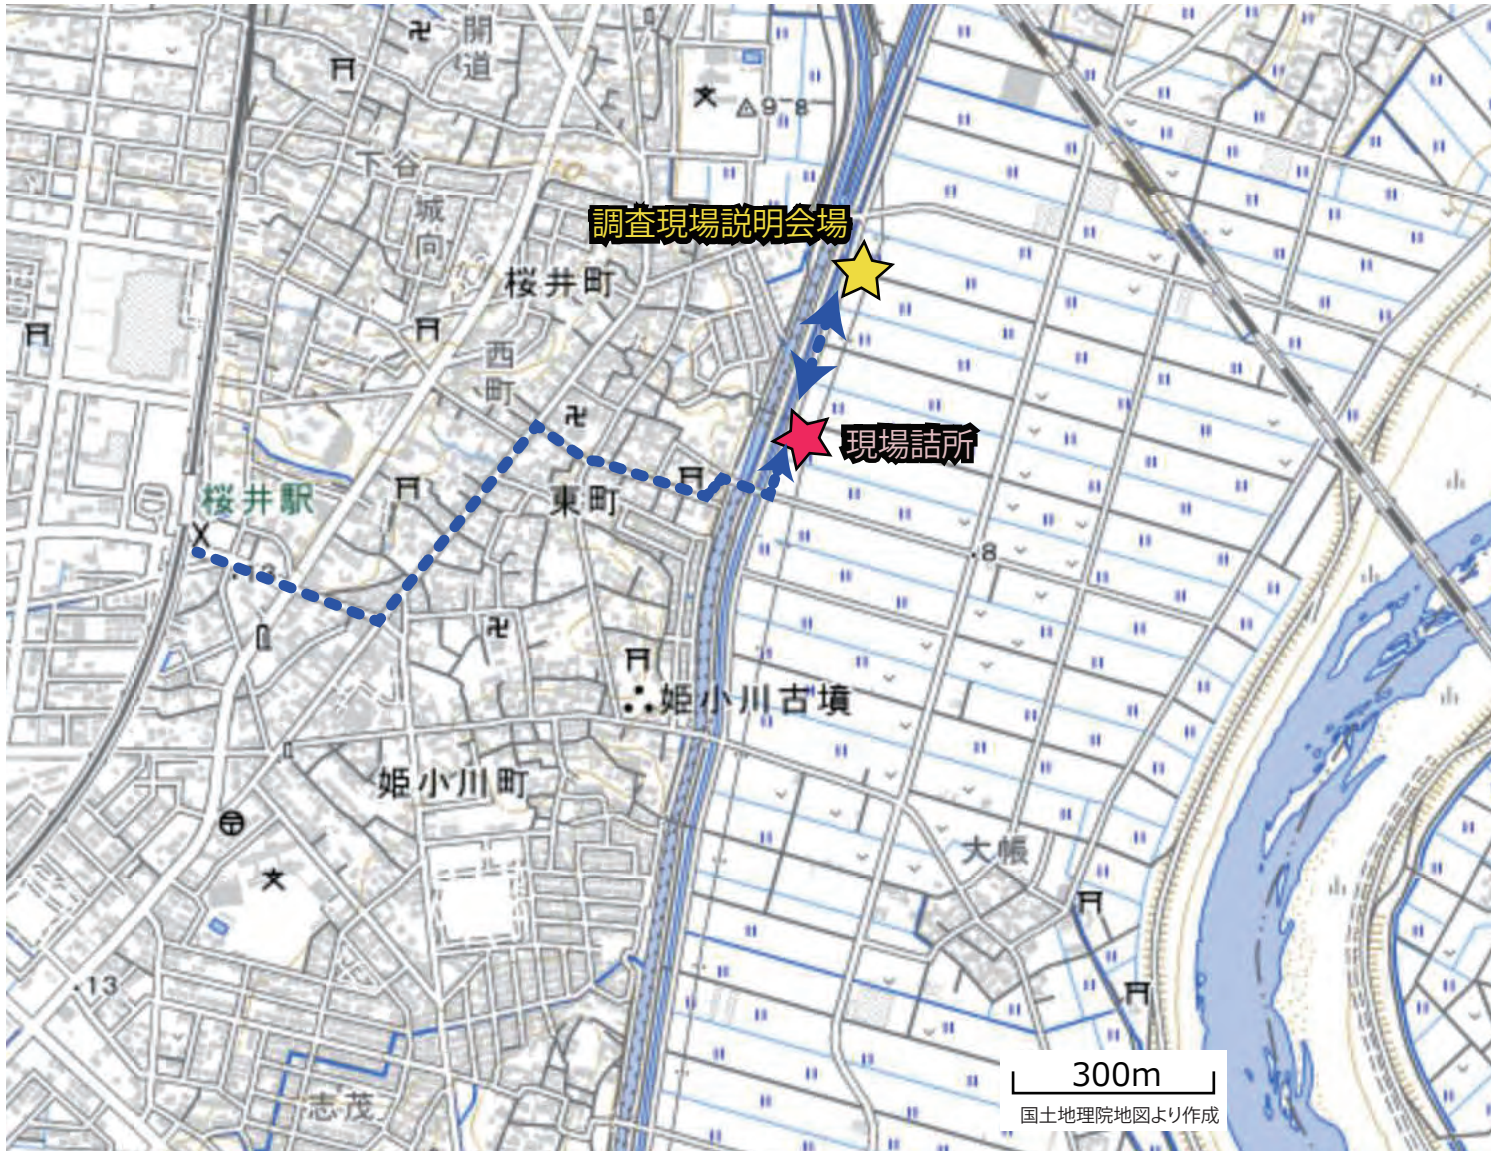 開道
9.8
下谷
城向
調査現場説明会場
桜井町
西町
現場詰所
桜井駅
東町
8
姫小川古墳
姫小川町
大帳
13
志茂
300m
国土地理院地図より作成